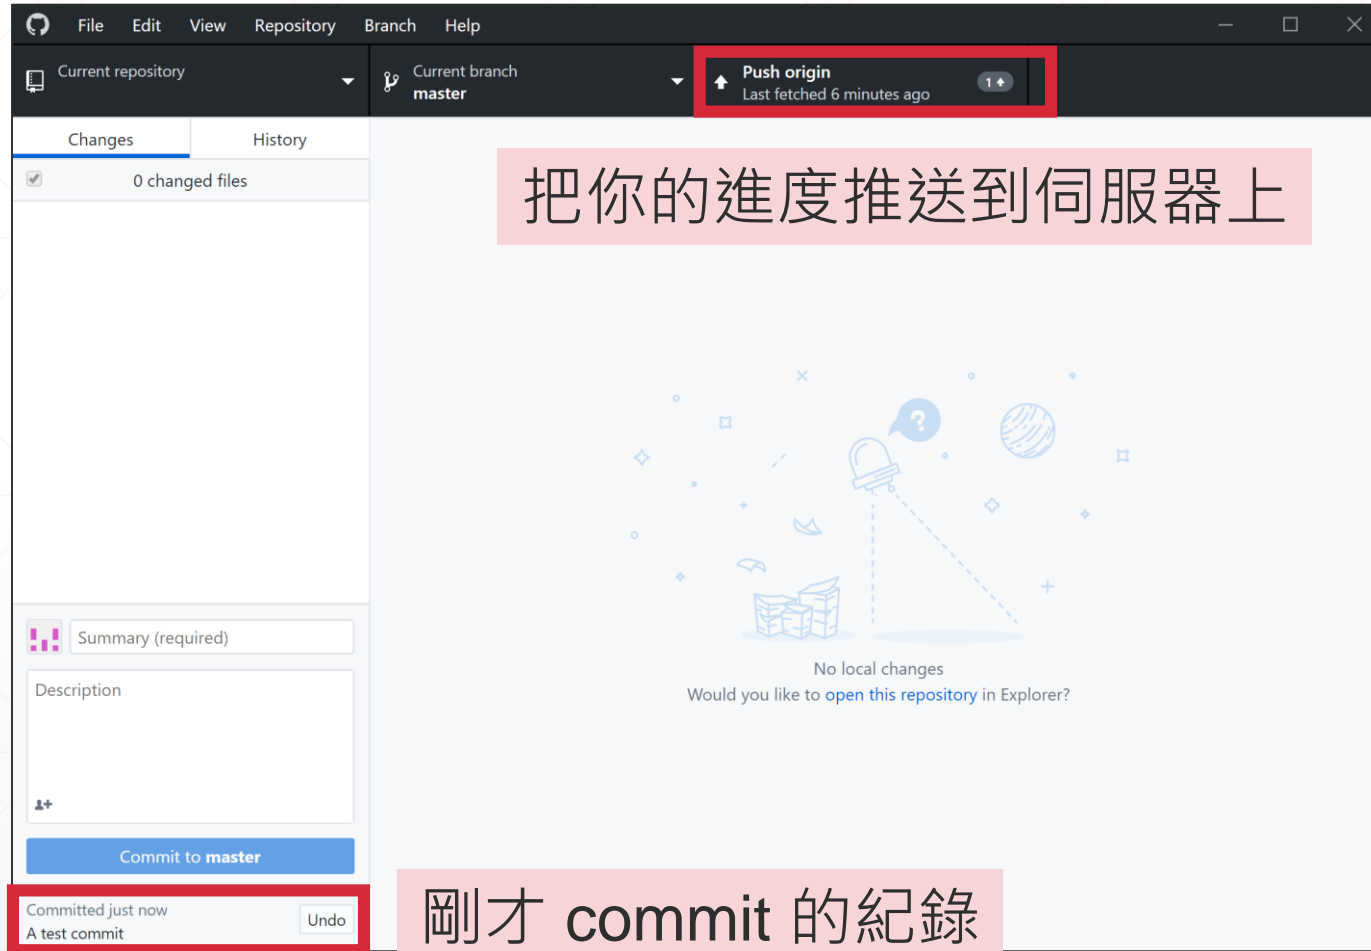 File Edit View Repository Branch Help
Current repository
Current branch
master
Push origin
Last fetched 6 minutes ago
1
Changes History
0 changed files
把你的進度推送到伺服器上
?
No local changes
Would you like to open this repository in Explorer?
Summary (required)
Description
Commit to master
Committed just now
A test commit
Undo
剛才 commit 的紀錄